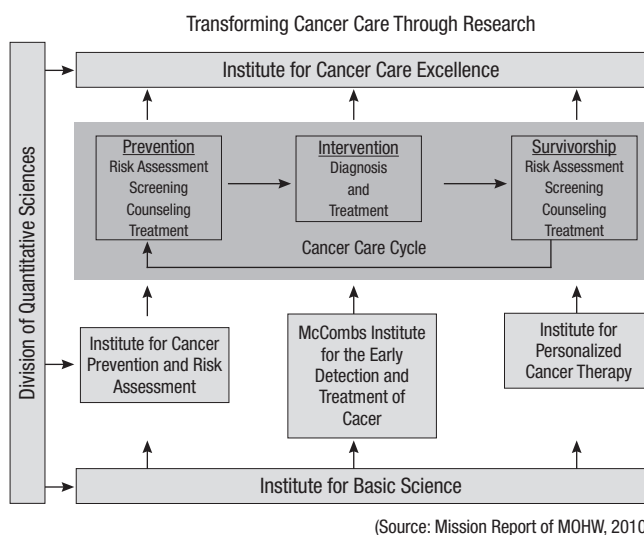 Transforming Cancer Care Through Research
Institute for Cancer Care Excellence
Division of Quantitative Sciences
Prevention
Risk Assessment
Screening
Counseling
Treatment
Intervention
Diagnosis
and
Treatment
Survivorship
Risk Assessment
Screening
Counseling
Treatment
Cancer Care Cycle
Institute for Cancer
Prevention and Risk
Assessment
McCombs Institute
for the Early
Detection and
Treatment of
Cacer
Institute for
Personalized
Cancer Therapy
Institute for Basic Science
(Source: Mission Report of MOHW, 2010